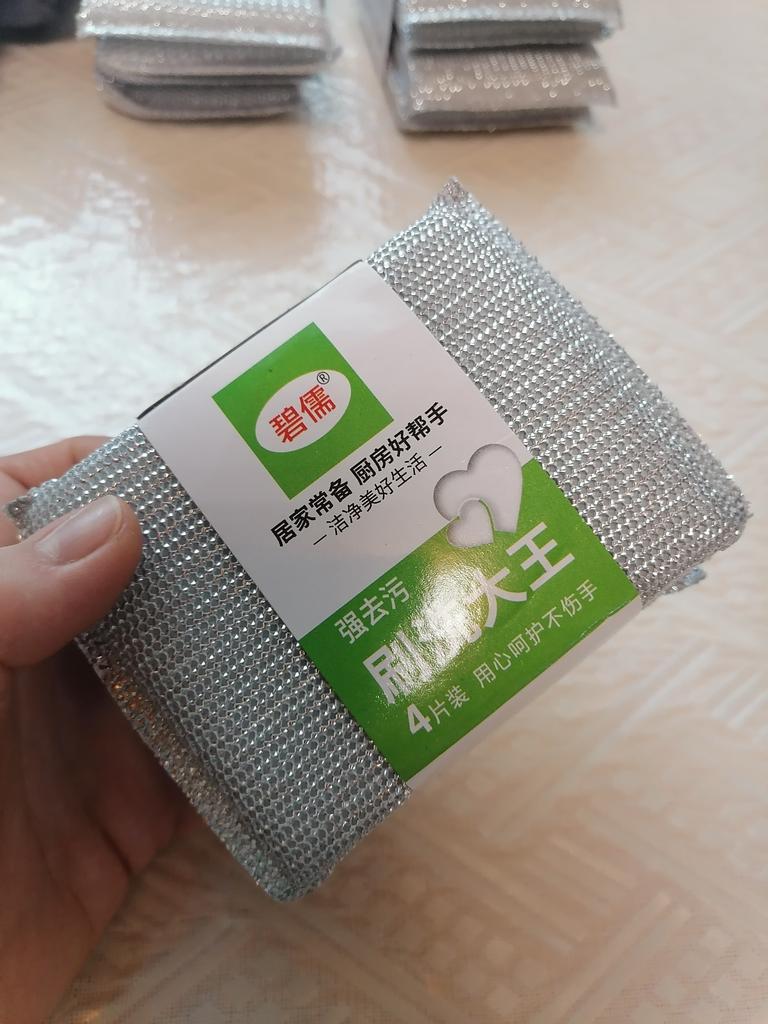 碧儒®
居家常备 厨房好帮手
—洁净美好生活—
强去污
刷洗大王
4片装 用心呵护不伤手